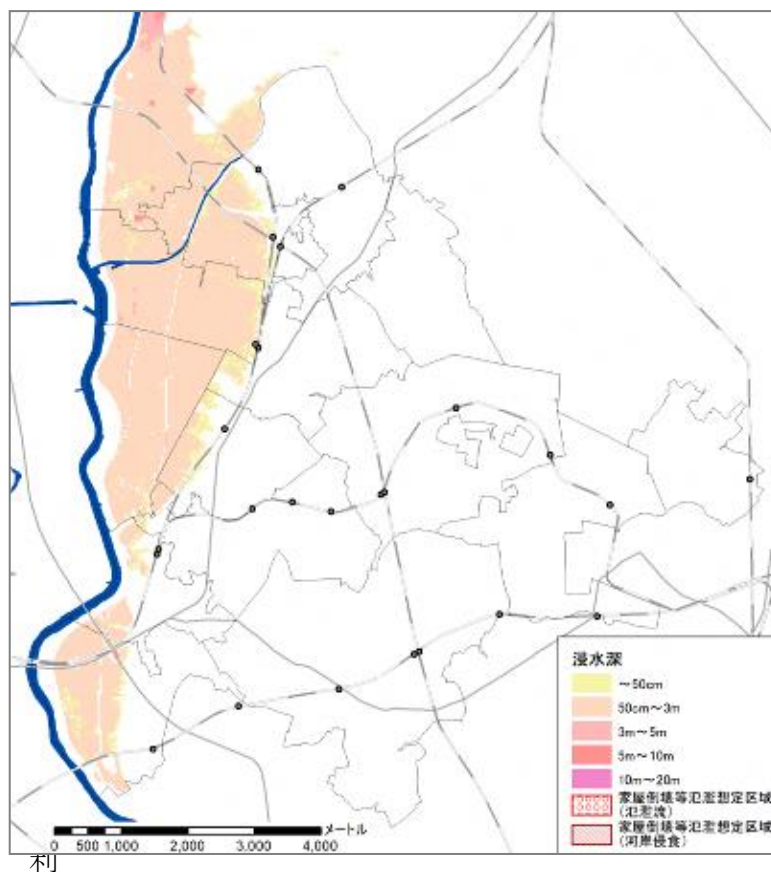 浸水深
～50cm
50cm～3m
3m～5m
5m～10m
10m～20m
家屋倒壊等氾濫想定区域
(氾濫流)
家屋倒壊等氾濫想定区域
(河岸侵食)
0 500 1,000 2,000 3,000 4,000 メートル
利